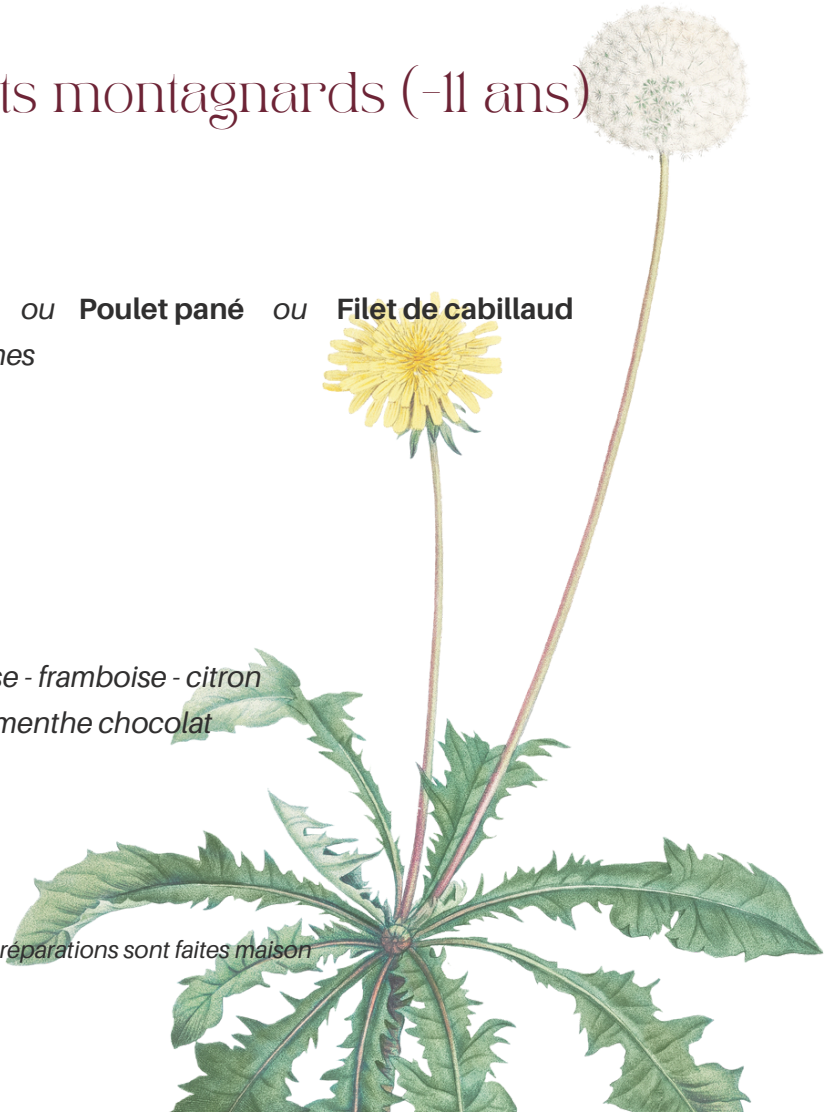 ts montagnards (-11 ans)
ou Poulet pané ou Filet de cabillaud
nes
se - framboise - citron
menthe chocolat
réparations sont faites maison